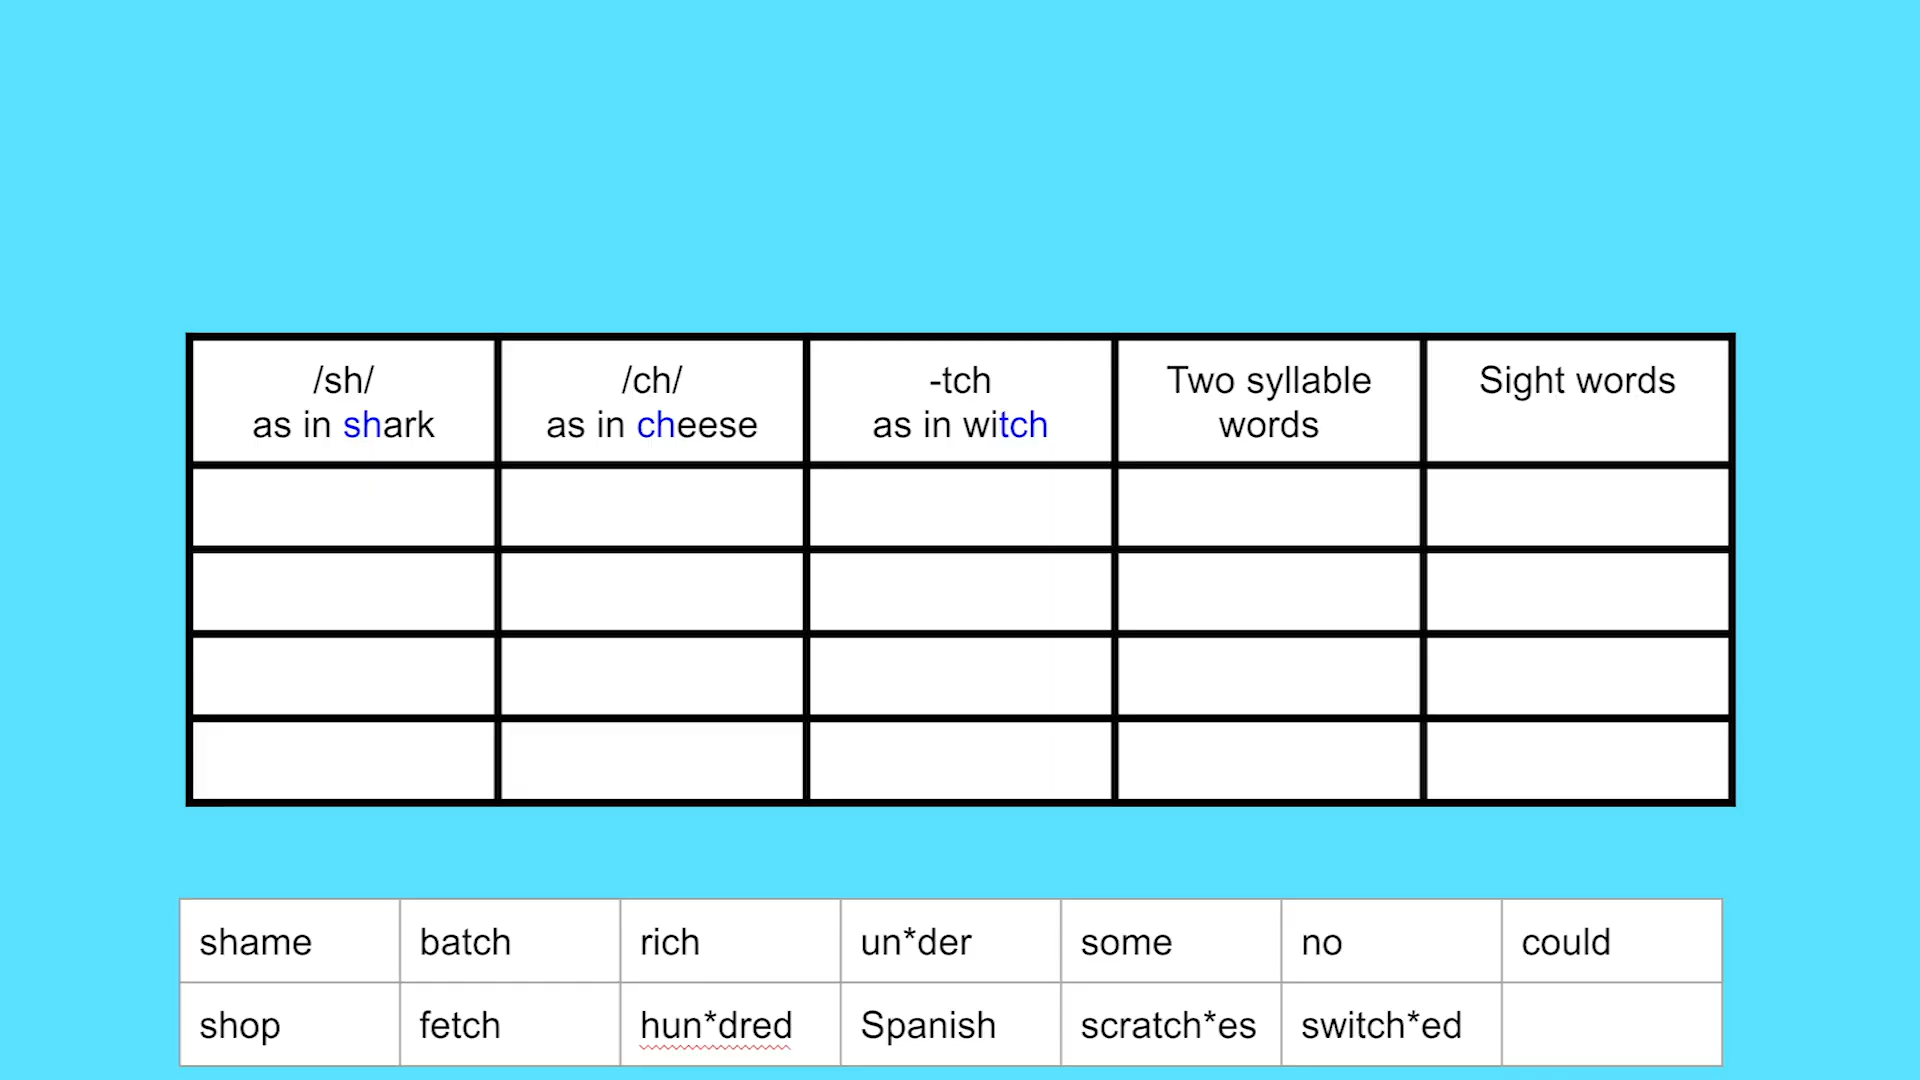 /sh/
as in shark
/ch/
as in cheese
-tch
as in witch
Two syllable
words
Sight words
shame batch rich un*der some no could
shop fetch hun*dred Spanish scratch*es switch*ed